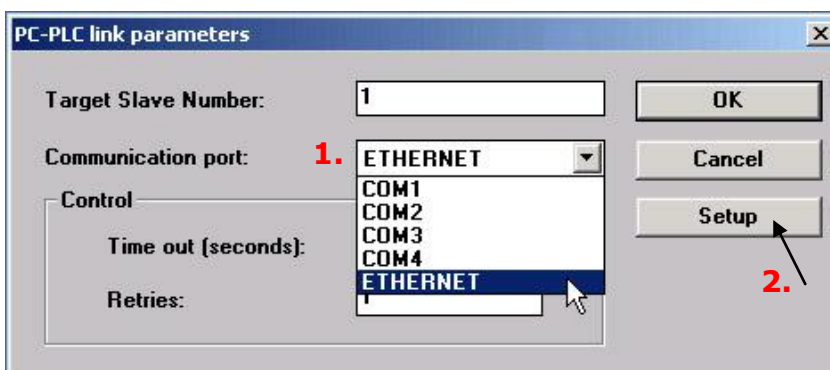 PC-PLC link parameters
Target Slave Number: 1 OK
Communication port: 1. ETHERNET Cancel
COM1
Control COM2 Setup
COM3
Time out (seconds): COM4
ETHERNET 2.
Retries: